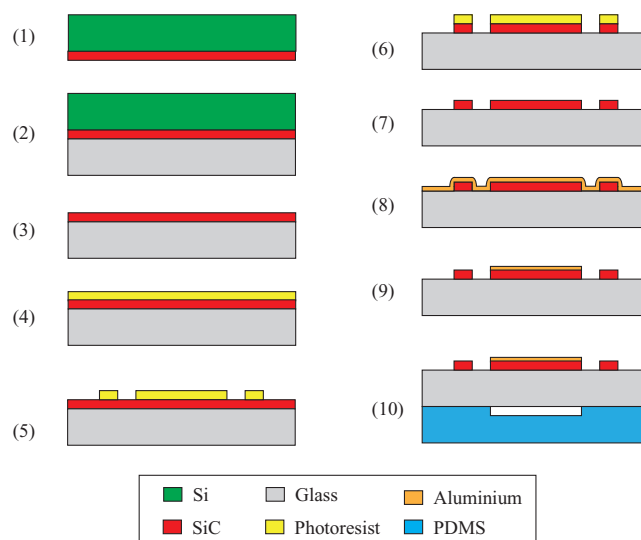 (1)
(2)
(3)
(4)
(5)
(6)
(7)
(8)
(9)
(10)
Si
Glass
Aluminium
SiC
Photoresist
PDMS